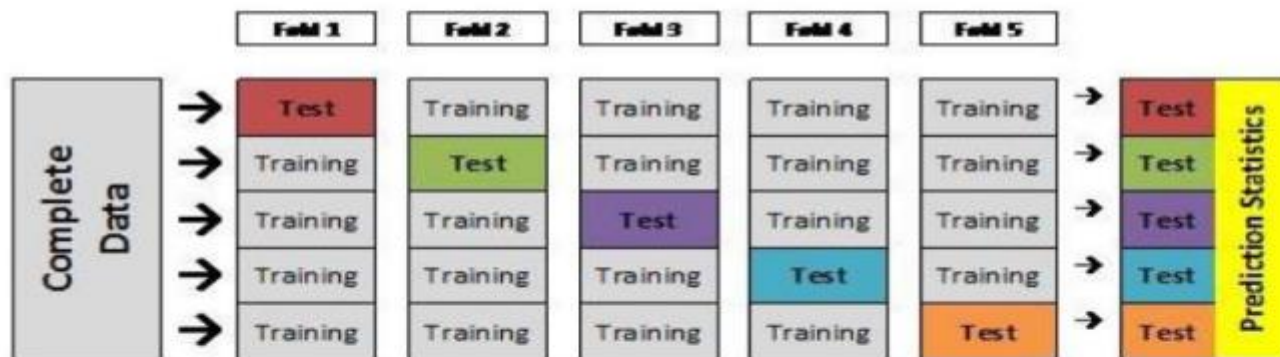 Fold 1 Fold 2 Fold 3 Fold 4 Fold 5
Complete Data
Test Training Training Training Training Test
Training Test Training Training Training Test
Training Training Test Training Training Test
Training Training Training Test Training Test
Training Training Training Training Test Test
Prediction Statistics